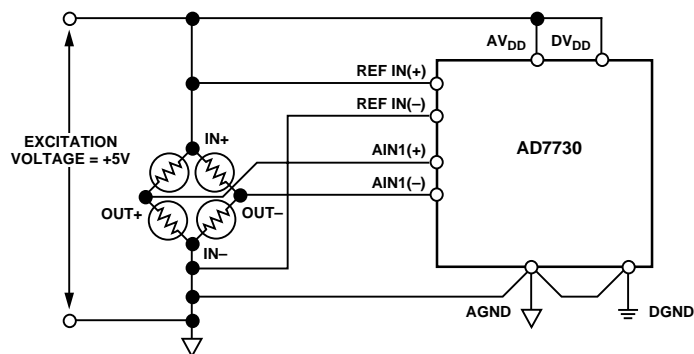 AVDD DVDD
REF IN(+)
REF IN(–)
EXCITATION
VOLTAGE = +5V
IN+
AIN1(+)
AD7730
AIN1(–)
OUT+
OUT–
IN–
AGND
DGND